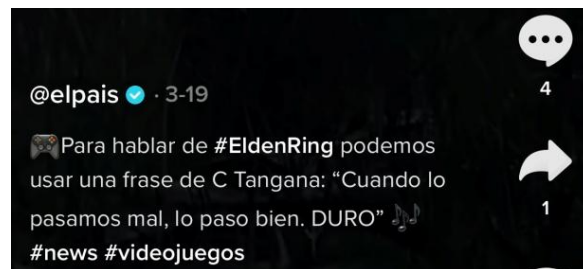 @elpais · 3-19
4
🎮Para hablar de #EldenRing podemos
usar una frase de C Tangana: “Cuando lo
pasamos mal, lo paso bien. DURO” 🎶
#news #videojuegos
1